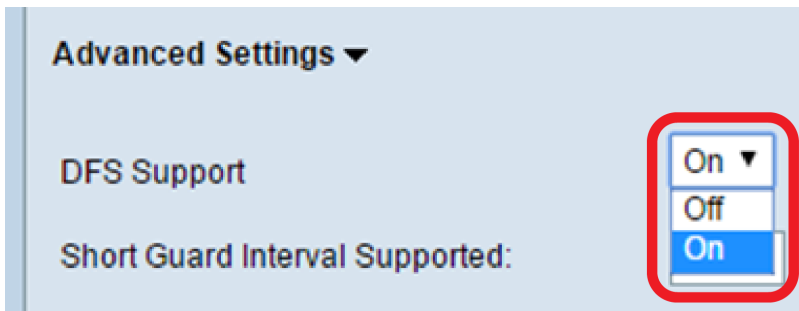 Advanced Settings ▾
DFS Support
On ▼
Off
On
Short Guard Interval Supported: